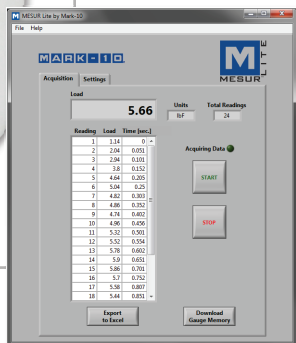 MESUR Lite by Mark-10
File Help
MARK-10
M
MESUR LITE
Acquisition Settings
Load
5.66
Units
lbF
Total Readings
24
Reading Load Time [sec.]
1 1.14 0
2 2.04 0.051
3 2.94 0.101
4 3.8 0.152
5 4.64 0.205
6 5.04 0.25
7 4.82 0.303
8 4.86 0.352
9 4.74 0.402
10 4.96 0.456
11 5.32 0.501
12 5.52 0.554
13 5.78 0.602
14 5.9 0.651
15 5.86 0.701
16 5.7 0.752
17 5.58 0.807
18 5.44 0.851
Acquiring Data
START
STOP
Export
to Excel
Download
Gauge Memory